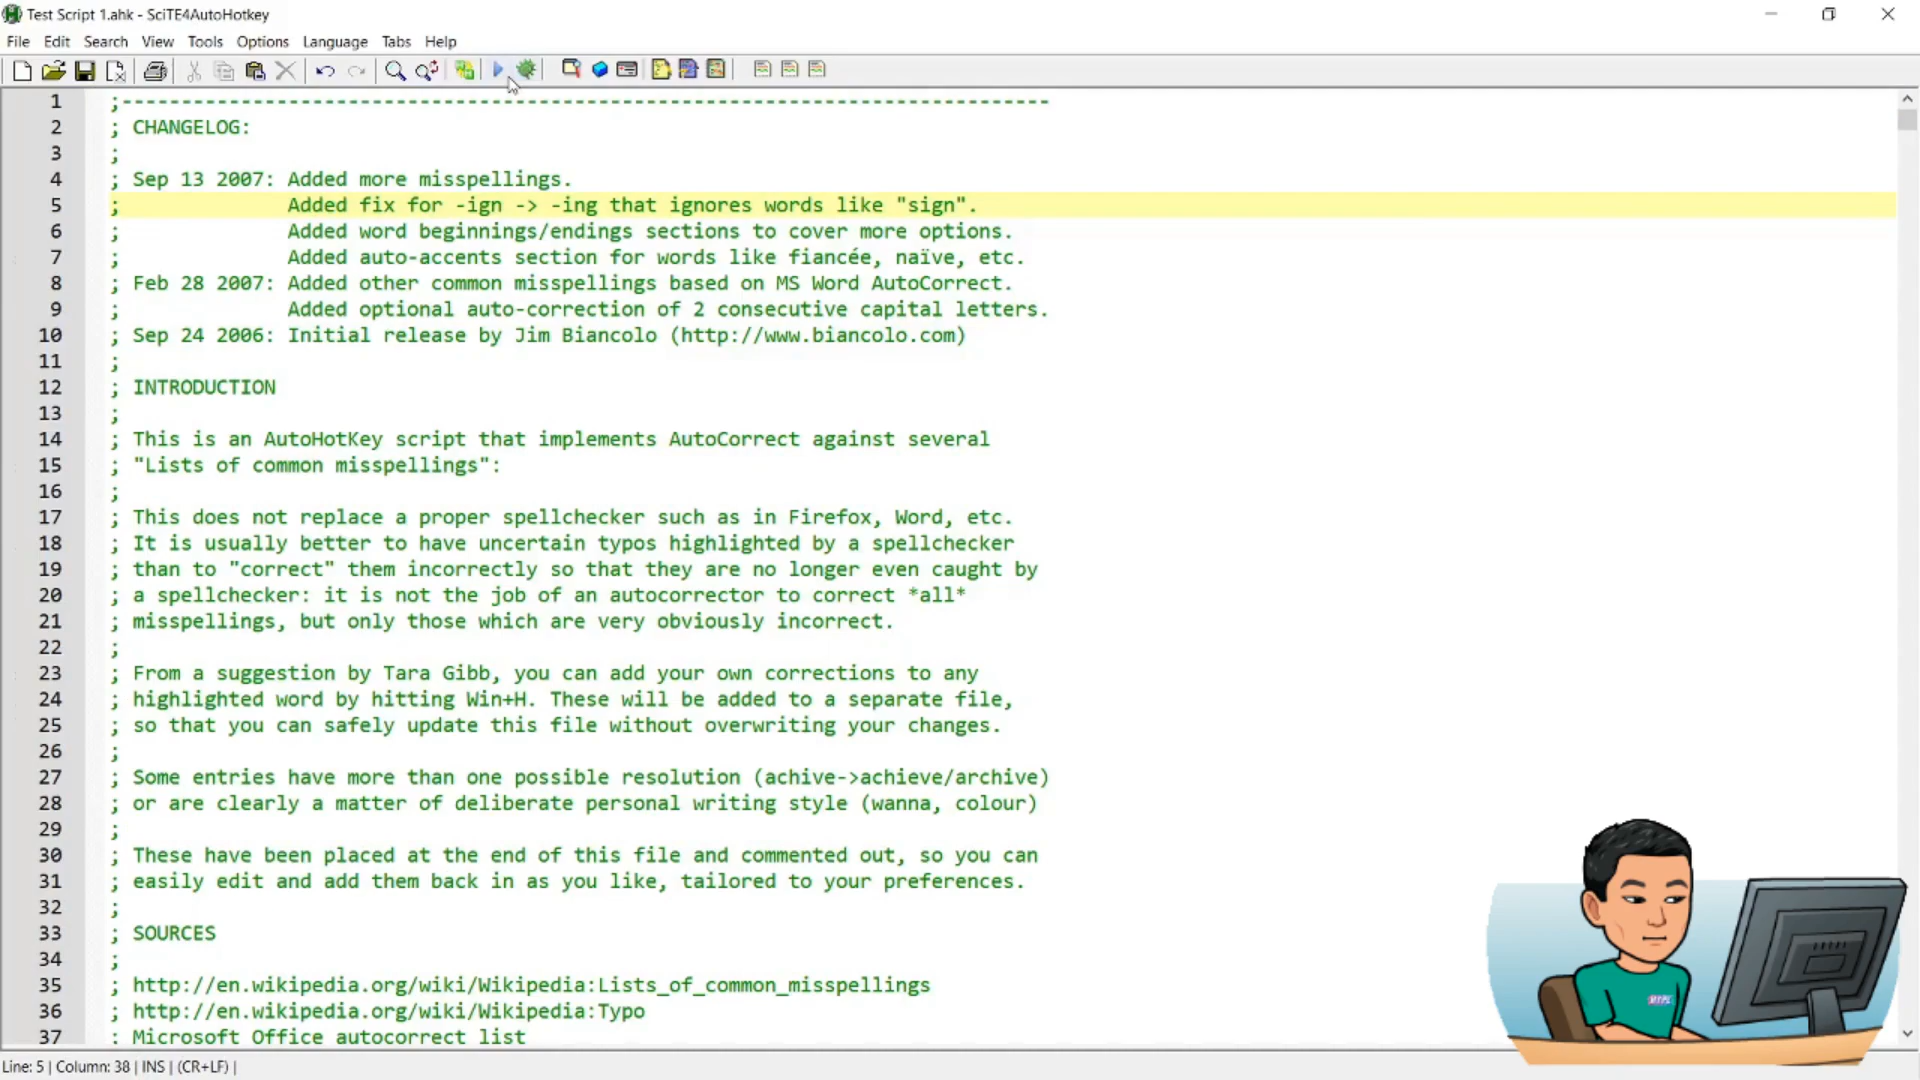 Test Script 1.ahk - SciTE4AutoHotkey
File Edit Search View Tools Options Language Tabs Help
1 ;------------------------------------------------------------------------------
2 ; CHANGELOG:
3 ;
4 ; Sep 13 2007: Added more misspellings.
5 ; Added fix for -ign -> -ing that ignores words like "sign".
6 ; Added word beginnings/endings sections to cover more options.
7 ; Added auto-accents section for words like fiancée, naïve, etc.
8 ; Feb 28 2007: Added other common misspellings based on MS Word AutoCorrect.
9 ; Added optional auto-correction of 2 consecutive capital letters.
10 ; Sep 24 2006: Initial release by Jim Biancolo (http://www.biancolo.com)
11 ;
12 ; INTRODUCTION
13 ;
14 ; This is an AutoHotKey script that implements AutoCorrect against several
15 ; "Lists of common misspellings":
16 ;
17 ; This does not replace a proper spellchecker such as in Firefox, Word, etc.
18 ; It is usually better to have uncertain typos highlighted by a spellchecker
19 ; than to "correct" them incorrectly so that they are no longer even caught by
20 ; a spellchecker: it is not the job of an autocorrector to correct *all*
21 ; misspellings, but only those which are very obviously incorrect.
22 ;
23 ; From a suggestion by Tara Gibb, you can add your own corrections to any
24 ; highlighted word by hitting Win+H. These will be added to a separate file,
25 ; so that you can safely update this file without overwriting your changes.
26 ;
27 ; Some entries have more than one possible resolution (achive->achieve/archive)
28 ; or are clearly a matter of deliberate personal writing style (wanna, colour)
29 ;
30 ; These have been placed at the end of this file and commented out, so you can
31 ; easily edit and add them back in as you like, tailored to your preferences.
32 ;
33 ; SOURCES
34 ;
35 ; http://en.wikipedia.org/wiki/Wikipedia:Lists_of_common_misspellings
36 ; http://en.wikipedia.org/wiki/Wikipedia:Typo
37 ; Microsoft Office autocorrect list
Line: 5 | Column: 38 | INS | (CR+LF) |